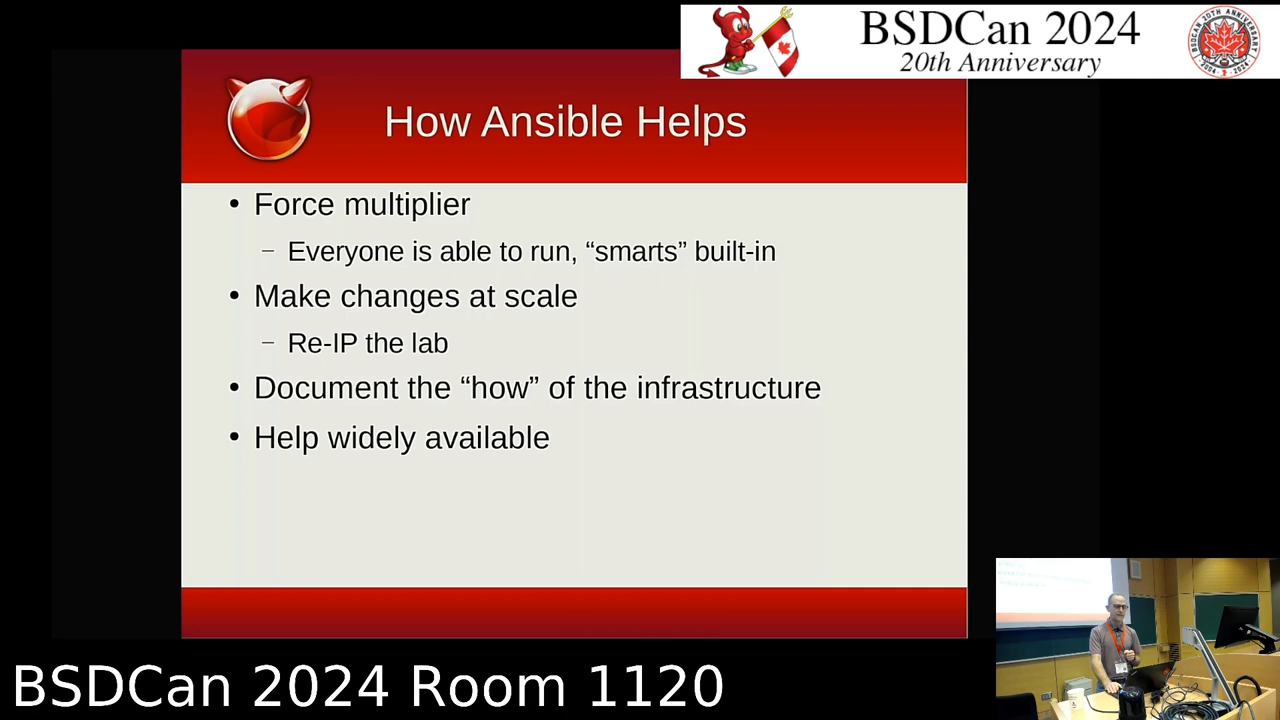 BSDCan 2024
20th Anniversary
How Ansible Helps
• Force multiplier
– Everyone is able to run, “smarts” built-in
• Make changes at scale
– Re-IP the lab
• Document the “how” of the infrastructure
• Help widely available
BSDCan 2024 Room 1120